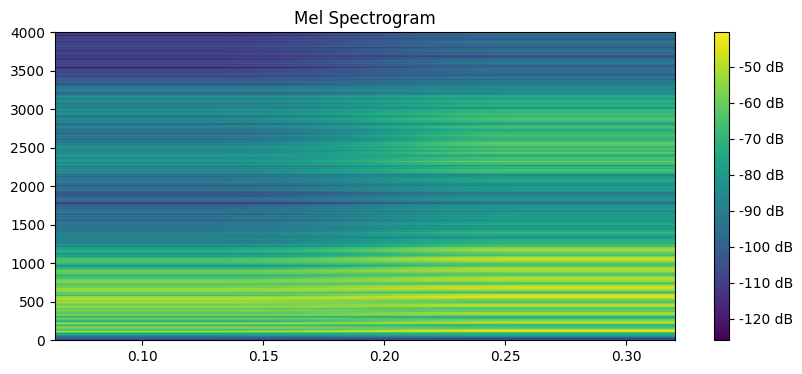 Mel Spectrogram
4000
3500
3000
2500
2000
1500
1000
500
0
0.10 0.15 0.20 0.25 0.30
-50 dB
-60 dB
-70 dB
-80 dB
-90 dB
-100 dB
-110 dB
-120 dB